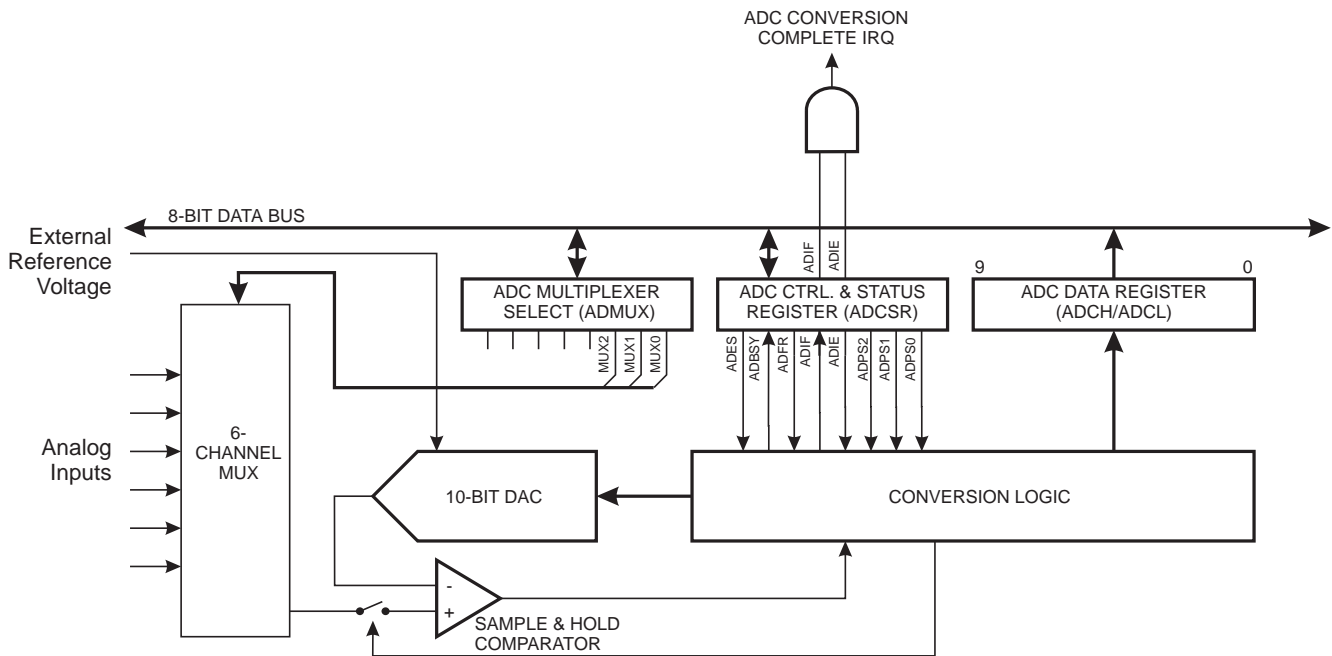 ADC CONVERSION
COMPLETE IRQ
8-BIT DATA BUS
External
Reference
Voltage
ADIF
ADIE
9
0
ADC MULTIPLEXER
SELECT (ADMUX)
ADC CTRL. & STATUS
REGISTER (ADCSR)
ADC DATA REGISTER
(ADCH/ADCL)
MUX2
MUX1
MUX0
ADES
ADBSY
ADFR
ADIF
ADIE
ADPS2
ADPS1
ADPS0
Analog
Inputs
6-
CHANNEL
MUX
10-BIT DAC
CONVERSION LOGIC
-
+
SAMPLE & HOLD
COMPARATOR